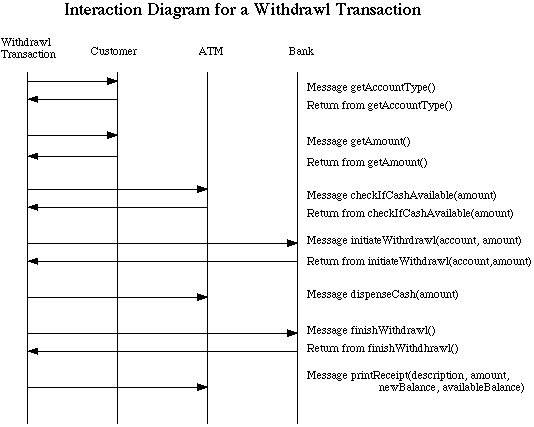 Interaction Diagram for a Withdrawl Transaction
Withdrawl
Transaction
Customer
ATM
Bank
Message getAccountType()
Return from getAccountType()
Message getAmount()
Return from getAmount()
Message checkIfCashAvailable(amount)
Return from checkIfCashAvailable(amount)
Message initiateWithrdrawl(account, amount)
Return from initiateWithdrawl(account,amount)
Message dispenseCash(amount)
Message finishWithdrawl()
Return from finishWithdhrawl()
Message printReceipt(description, amount,
newBalance, availableBalance)